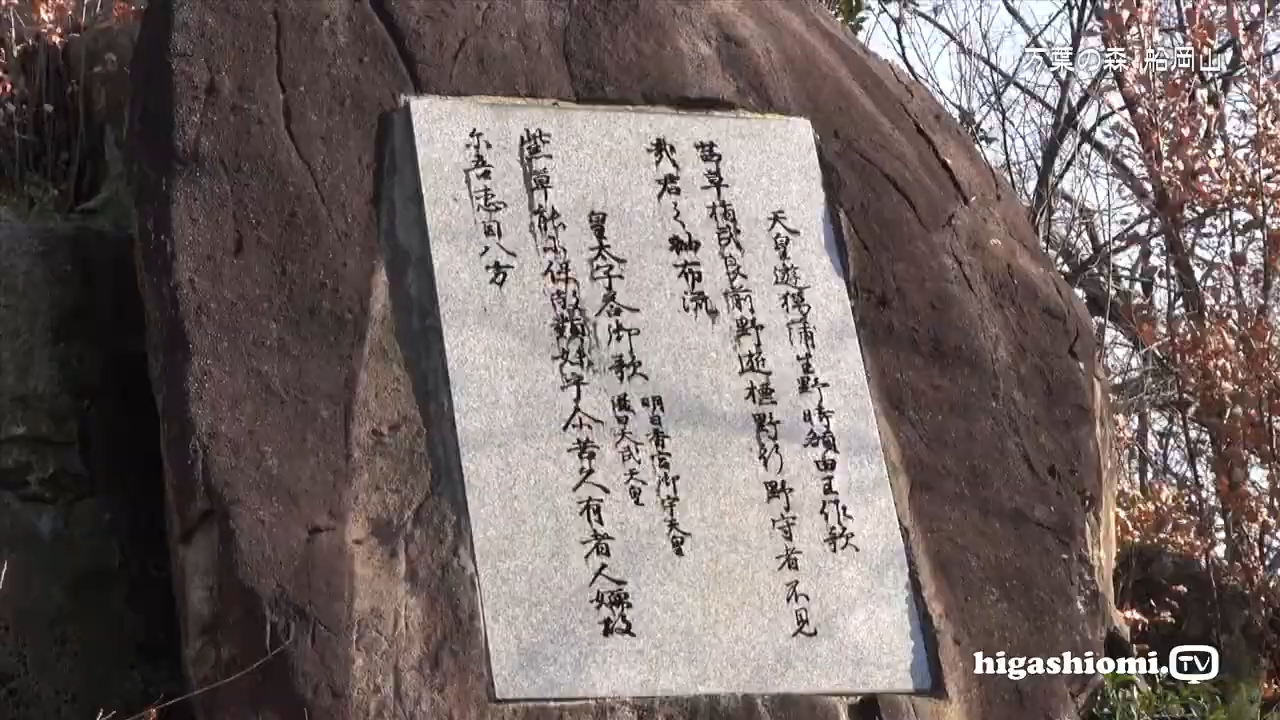 万葉の森 船岡山
天皇遊猟蒲生野時額田王作歌
茜草指武良前野逝標野行野守者不見
哉君之袖布流
皇太子答御歌
明日香宮御宇天皇
諡曰天武天皇
紫草能尓保敝類妹乎尓苦久有者人嬬故
尓吾恋目八方
higashiomi.TV